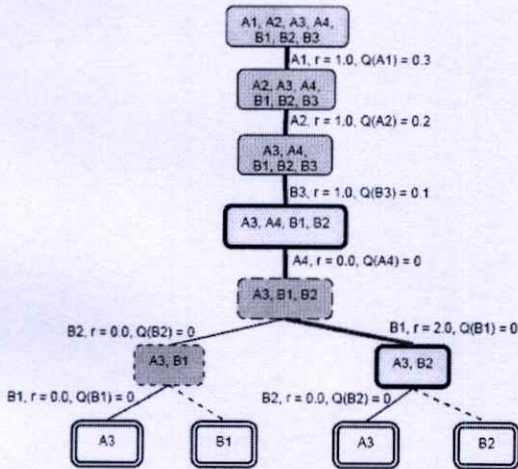 A1, A2, A3, A4,
B1, B2, B3
A1, r = 1.0, Q(A1) = 0.3
A2, A3, A4,
B1, B2, B3
A2, r = 1.0, Q(A2) = 0.2
A3, A4,
B1, B2, B3
B3, r = 1.0, Q(B3) = 0.1
A3, A4, B1, B2
A4, r = 0.0, Q(A4) = 0
A3, B1, B2
B2, r = 0.0, Q(B2) = 0
B1, r = 2.0, Q(B1) = 0
A3, B1
A3, B2
B1, r = 0.0, Q(B1) = 0
B2, r = 0.0, Q(B2) = 0
A3
B1
A3
B2